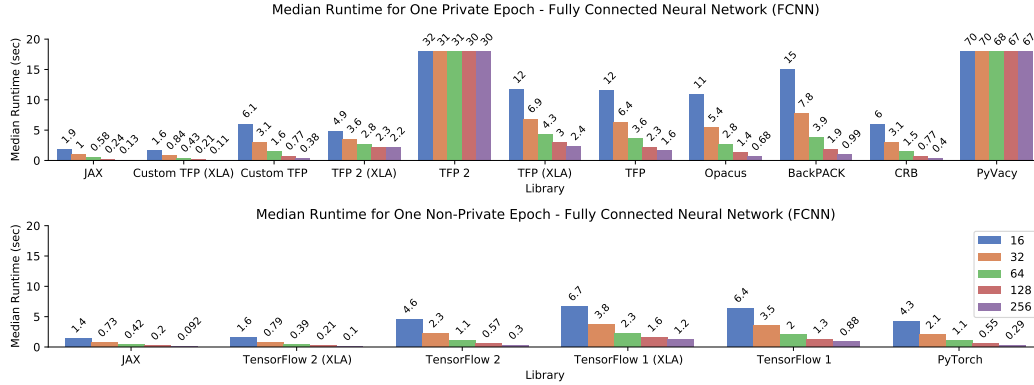 Median Runtime for One Private Epoch - Fully Connected Neural Network (FCNN)
Median Runtime (sec)
20
15
10
5
0
1.9 1 0.58 0.24 0.13
1.6 0.84 0.43 0.21 0.11
6.1 3.1 1.6 0.77 0.38
4.9 3.6 2.8 2.3 2.2
32 31 31 30 30
12 6.9 4.3 3 2.4
12 6.4 3.6 2.3 1.6
11 5.4 2.8 1.4 0.68
15 7.8 3.9 1.9 0.99
6 3.1 1.5 0.77 0.4
70 70 68 67 67
JAX Custom TFP (XLA) Custom TFP TFP 2 (XLA) TFP 2 TFP (XLA) TFP Opacus BackPACK CRB PyVacy
Library
Median Runtime for One Non-Private Epoch - Fully Connected Neural Network (FCNN)
Median Runtime (sec)
20
15
10
5
0
1.4 0.73 0.42 0.2 0.092
1.6 0.79 0.39 0.21 0.1
4.6 2.3 1.1 0.57 0.3
6.7 3.8 2.3 1.6 1.2
6.4 3.5 2 1.3 0.88
4.3 2.1 1.1 0.55 0.29
16
32
64
128
256
JAX TensorFlow 2 (XLA) TensorFlow 2 TensorFlow 1 (XLA) TensorFlow 1 PyTorch
Library